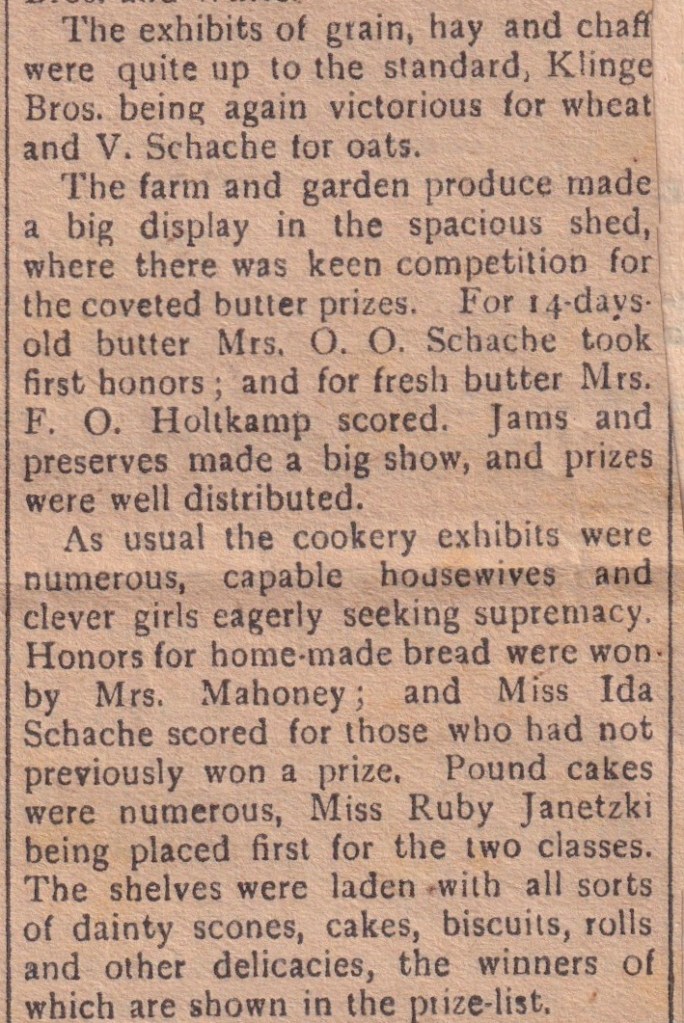 The exhibits of grain, hay and chaff
were quite up to the standard, Klinge
Bros. being again victorious for wheat
and V. Schache for oats.
The farm and garden produce made
a big display in the spacious shed,
where there was keen competition for
the coveted butter prizes. For 14-days-
old butter Mrs. O. O. Schache took
first honors; and for fresh butter Mrs.
F. O. Holtkamp scored. Jams and
preserves made a big show, and prizes
were well distributed.
As usual the cookery exhibits were
numerous, capable housewives and
clever girls eagerly seeking supremacy.
Honors for home-made bread were won
by Mrs. Mahoney; and Miss Ida
Schache scored for those who had not
previously won a prize. Pound cakes
were numerous, Miss Ruby Janetzki
being placed first for the two classes.
The shelves were laden with all sorts
of dainty scones, cakes, biscuits, rolls
and other delicacies, the winners of
which are shown in the prize-list.